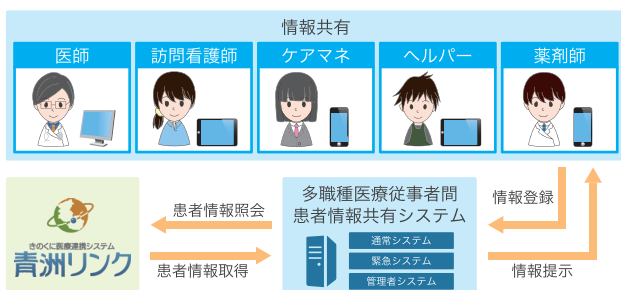 情報共有
医師
訪問看護師
ケアマネ
ヘルパー
薬剤師
きのくに医療連携システム
青洲リンク
患者情報照会
患者情報取得
多職種医療従事者間
患者情報共有システム
通常システム
緊急システム
管理者システム
情報登録
情報提示